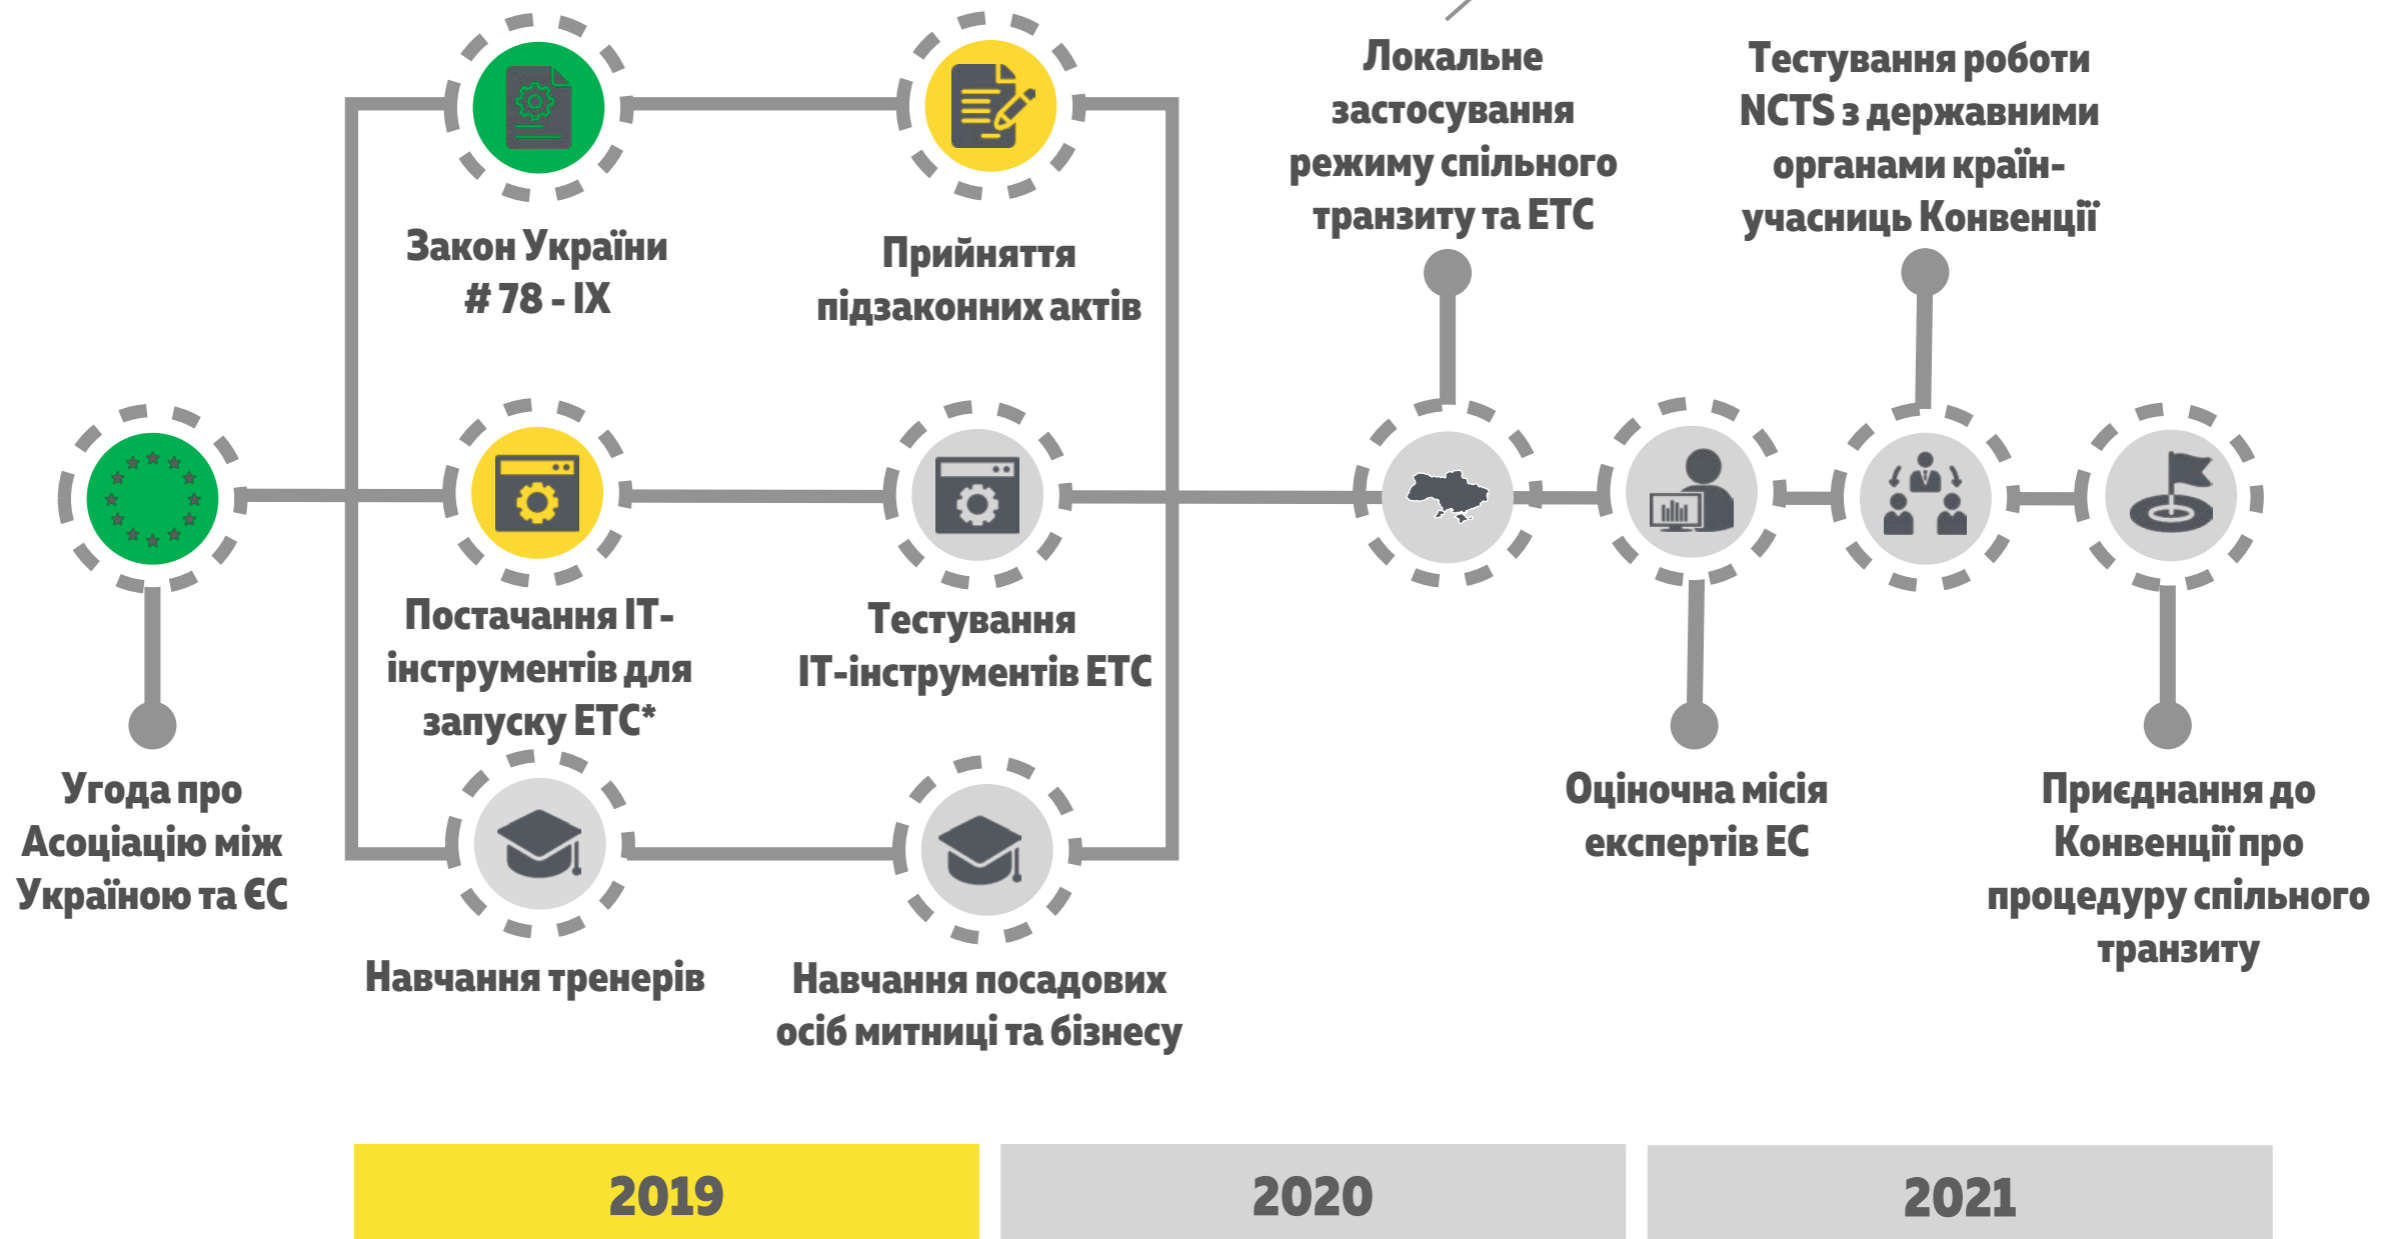 Закон України
# 78 - IX
Прийняття
підзаконних актів
Локальне
застосування
режиму спільного
транзиту та ЕТС
Тестування роботи
NCTS з державними
органами країн-
учасниць Конвенції
Постачання ІТ-
інструментів для
запуску ЕТС*
Тестування
ІТ-інструментів ЕТС
Угода про
Асоціацію між
Україною та ЄС
Навчання тренерів
Навчання посадових
осіб митниці та бізнесу
Оціночна місія
експертів ЕС
Приєднання до
Конвенції про
процедуру спільного
транзиту
2019
2020
2021